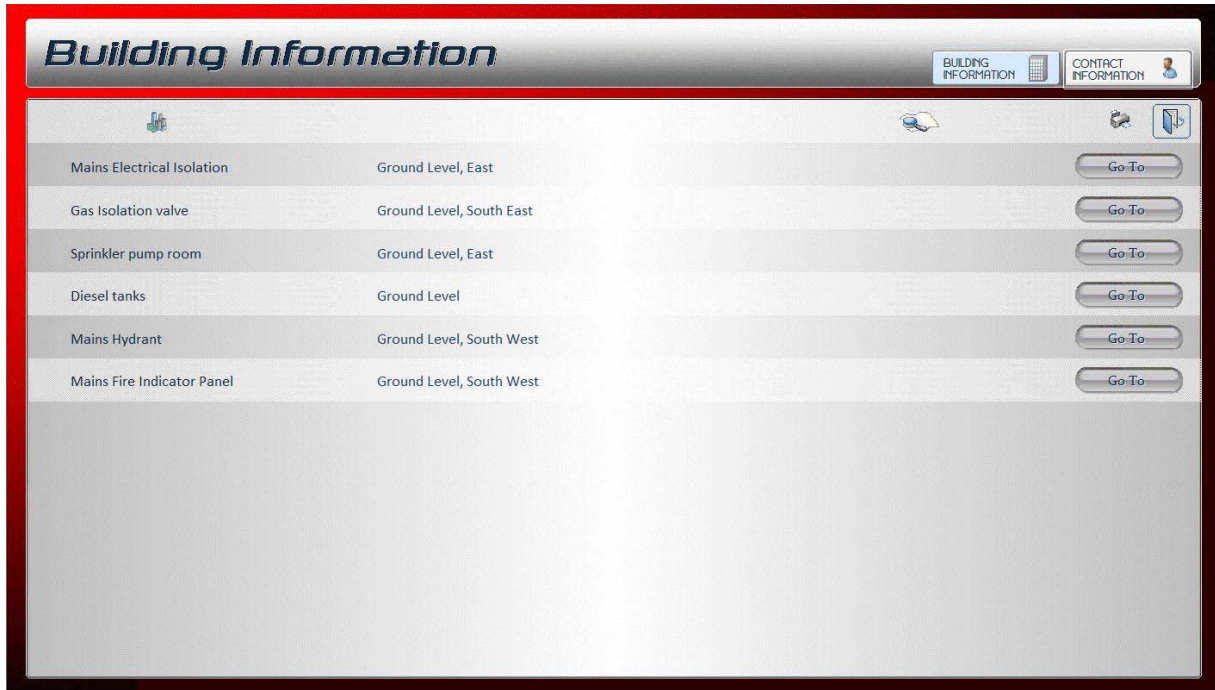 Building Information
BUILDING
INFORMATION
CONTACT
INFORMATION
Mains Electrical Isolation Ground Level, East Go To
Gas Isolation valve Ground Level, South East Go To
Sprinkler pump room Ground Level, East Go To
Diesel tanks Ground Level Go To
Mains Hydrant Ground Level, South West Go To
Mains Fire Indicator Panel Ground Level, South West Go To